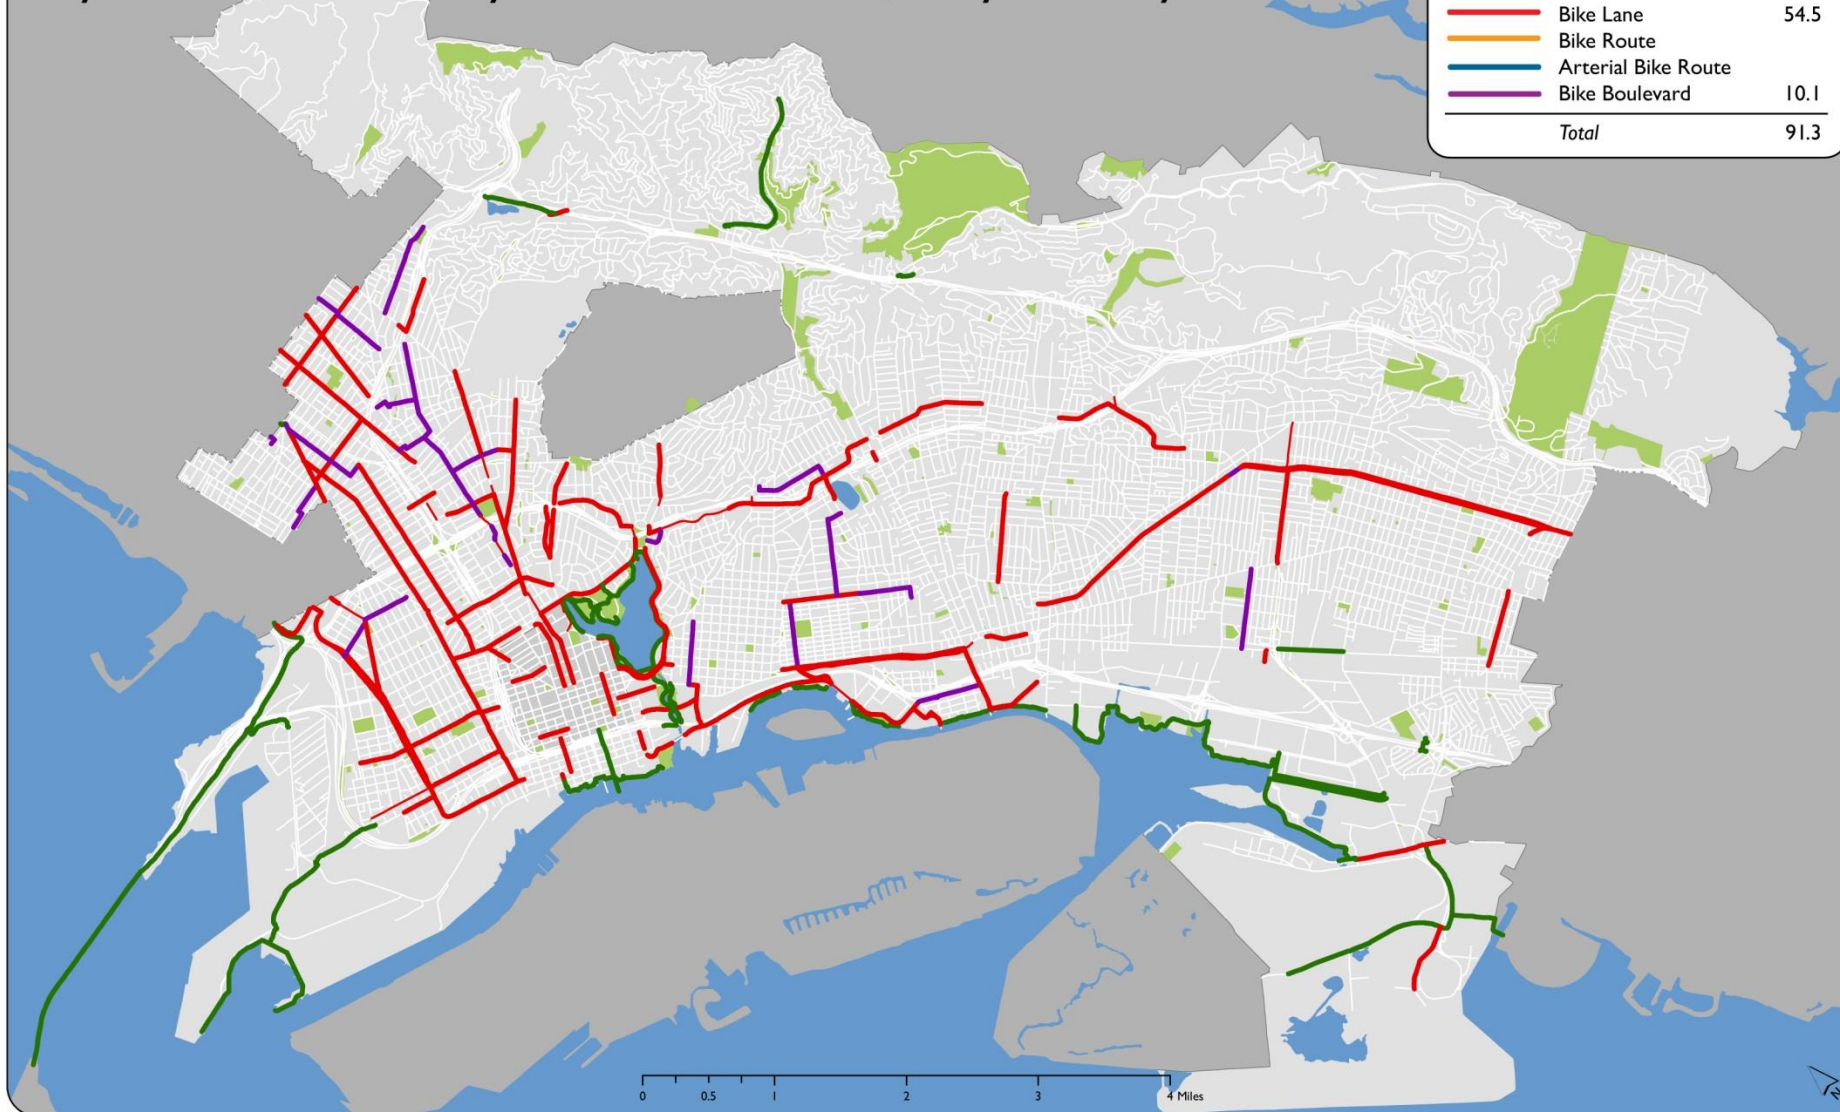 Bike Lane 54.5
Bike Route
Arterial Bike Route
Bike Boulevard 10.1
Total 91.3
0 0.5 1 2 3 4 Miles